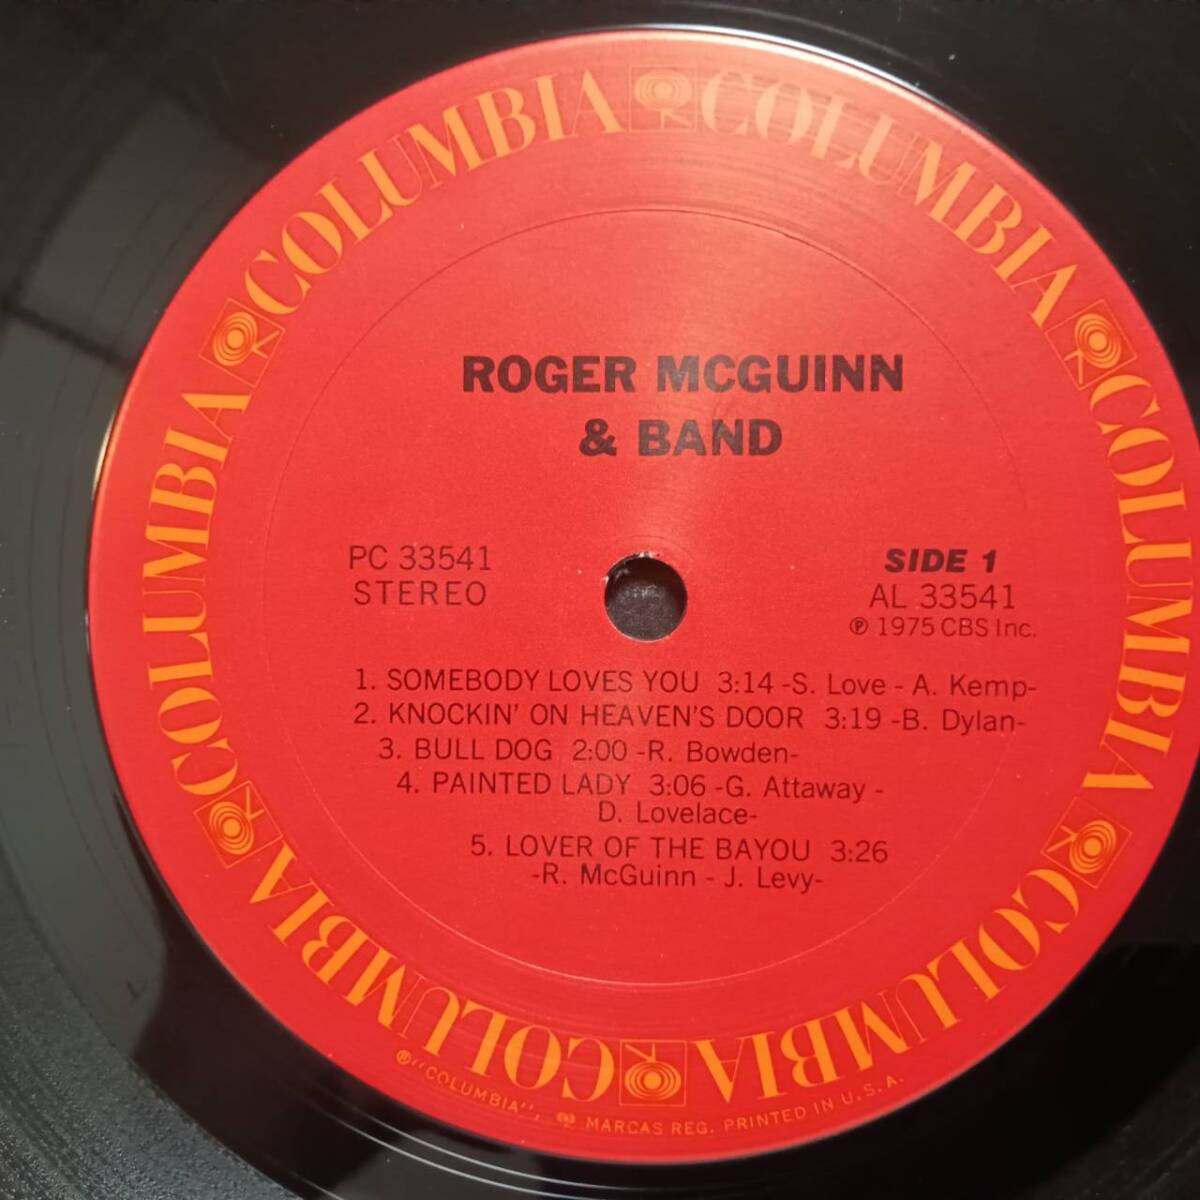 COLUMBIA COLUMBIA COLUMBIA COLUMBIA COLUMBIA COLUMBIA
ROGER MCGUINN
& BAND
PC 33541
STEREO
SIDE 1
AL 33541
℗ 1975 CBS Inc.
1. SOMEBODY LOVES YOU 3:14 -S. Love - A. Kemp-
2. KNOCKIN' ON HEAVEN'S DOOR 3:19 -B. Dylan-
3. BULL DOG 2:00 -R. Bowden-
4. PAINTED LADY 3:06 -G. Attaway -
D. Lovelace-
5. LOVER OF THE BAYOU 3:26
-R. McGuinn - J. Levy-
®"COLUMBIA", MARCAS REG. PRINTED IN U.S.A.